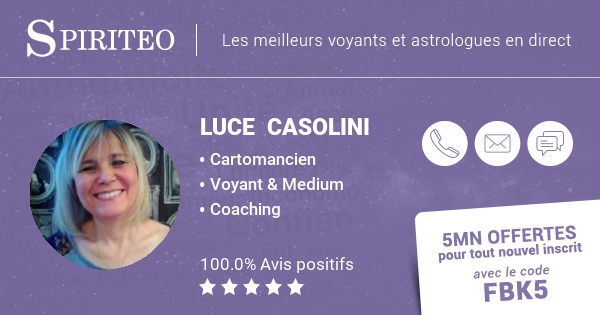 SPIRITEO
Les meilleurs voyants et astrologues en direct
LUCE CASOLINI
• Cartomancien
• Voyant & Medium
• Coaching
100.0% Avis positifs
5MN OFFERTES
pour tout nouvel inscrit
avec le code
FBK5